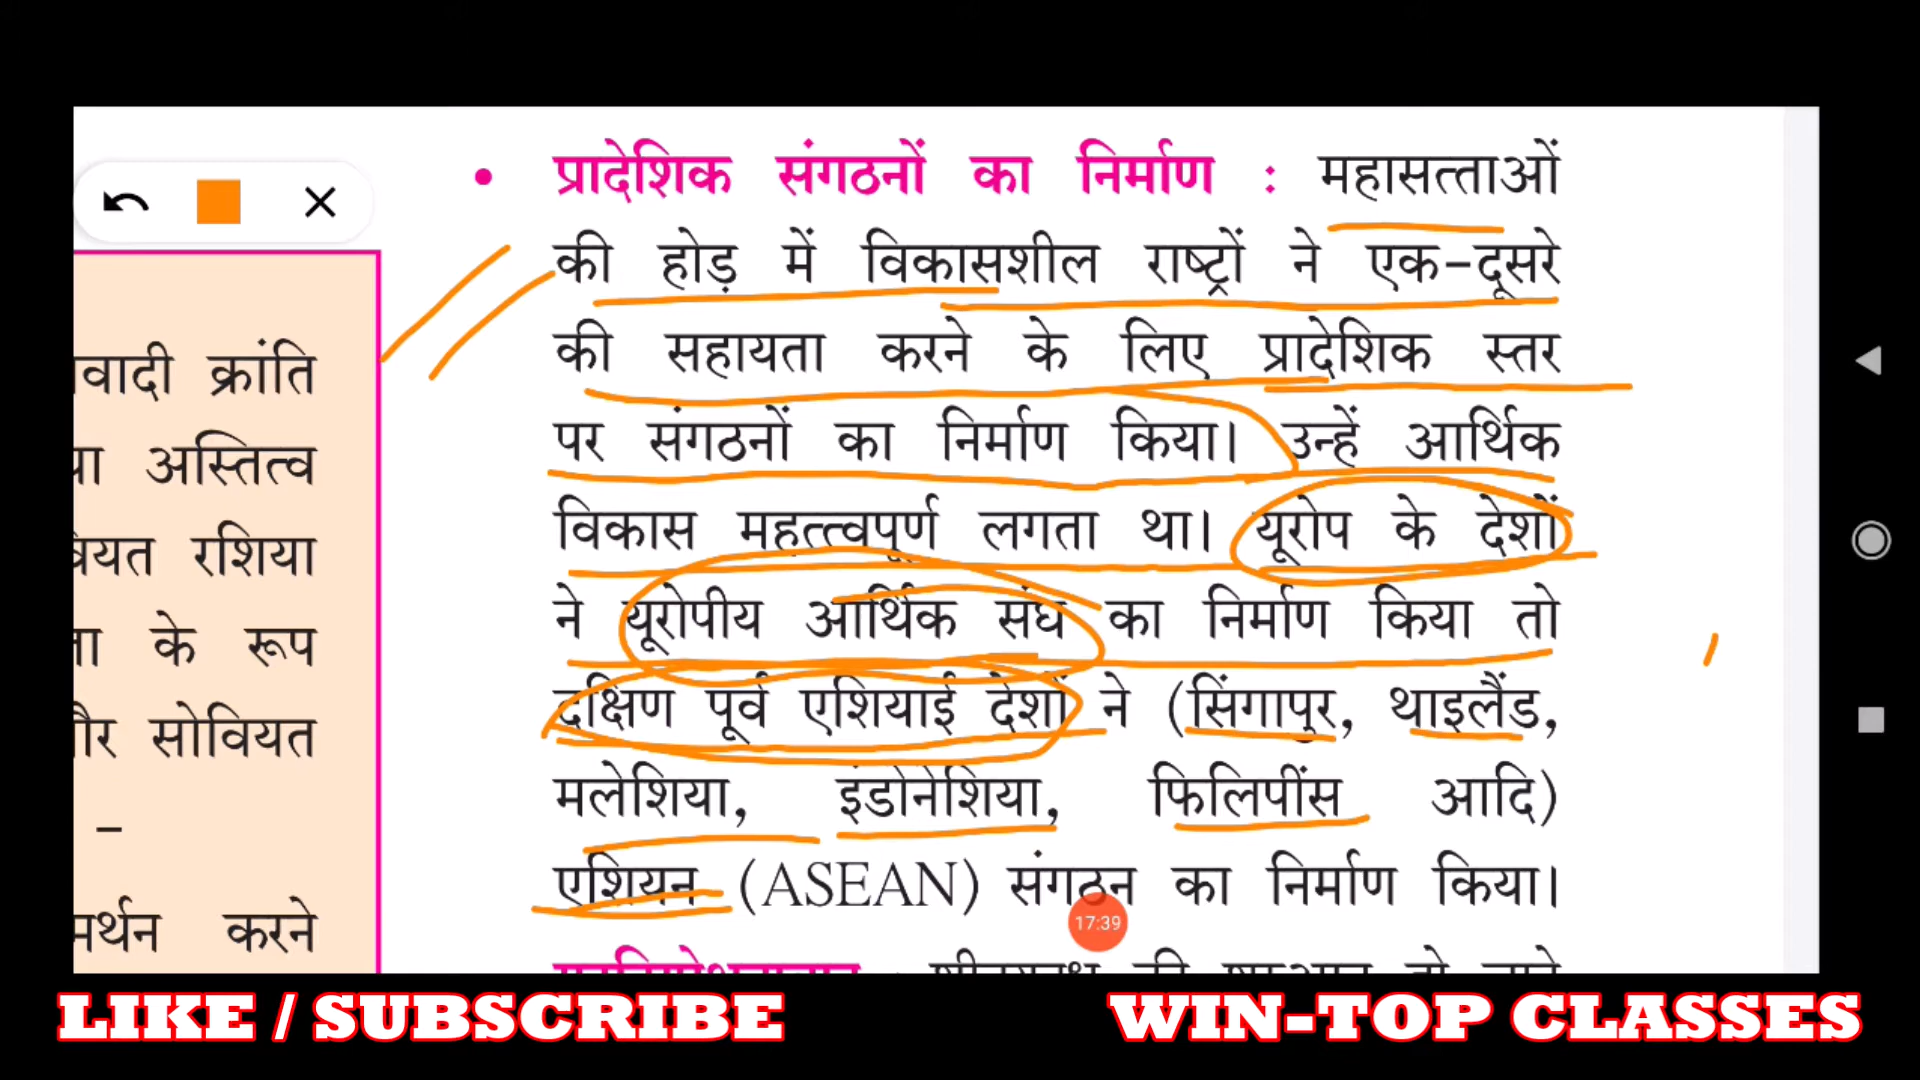 • प्रादेशिक संगठनों का निर्माण : महासत्ताओं
की होड़ में विकासशील राष्ट्रों ने एक-दूसरे
की सहायता करने के लिए प्रादेशिक स्तर
पर संगठनों का निर्माण किया। उन्हें आर्थिक
विकास महत्त्वपूर्ण लगता था। यूरोप के देशों
ने यूरोपीय आर्थिक संघ का निर्माण किया तो
दक्षिण पूर्व एशियाई देशों ने (सिंगापुर, थाइलैंड,
मलेशिया, इंडोनेशिया, फिलिपींस आदि)
एशियन (ASEAN) संगठन का निर्माण किया।
क्रांति
अस्तित्व
रशिया
के रूप
सोवियत
–
करने
17:39
LIKE / SUBSCRIBE
WIN-TOP CLASSES